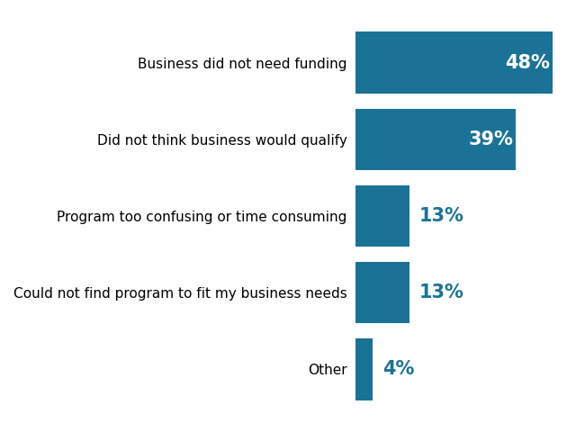 Business did not need funding 48%
Did not think business would qualify 39%
Program too confusing or time consuming 13%
Could not find program to fit my business needs 13%
Other 4%